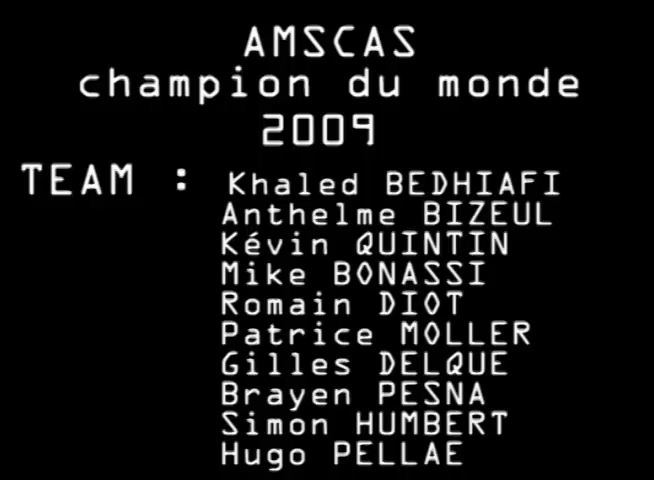 AMSCAS
champion du monde
2009
TEAM : Khaled BEDHIAFI
Anthelme BIZEUL
Kévin QUINTIN
Mike BONASSI
Romain DIOT
Patrice MOLLER
Gilles DELQUE
Brayen PESNA
Simon HUMBERT
Hugo PELLAE